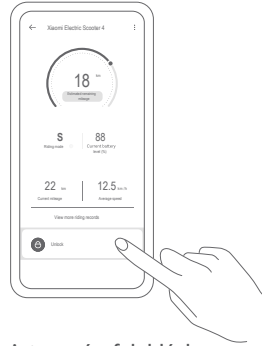 Xiaomi Electric Scooter 4
18 km
Estimated remaining
mileage
S
Riding mode
88
Current battery
level (%)
22 km
Current mileage
12.5 km/h
Average speed
View more riding records
Unlock